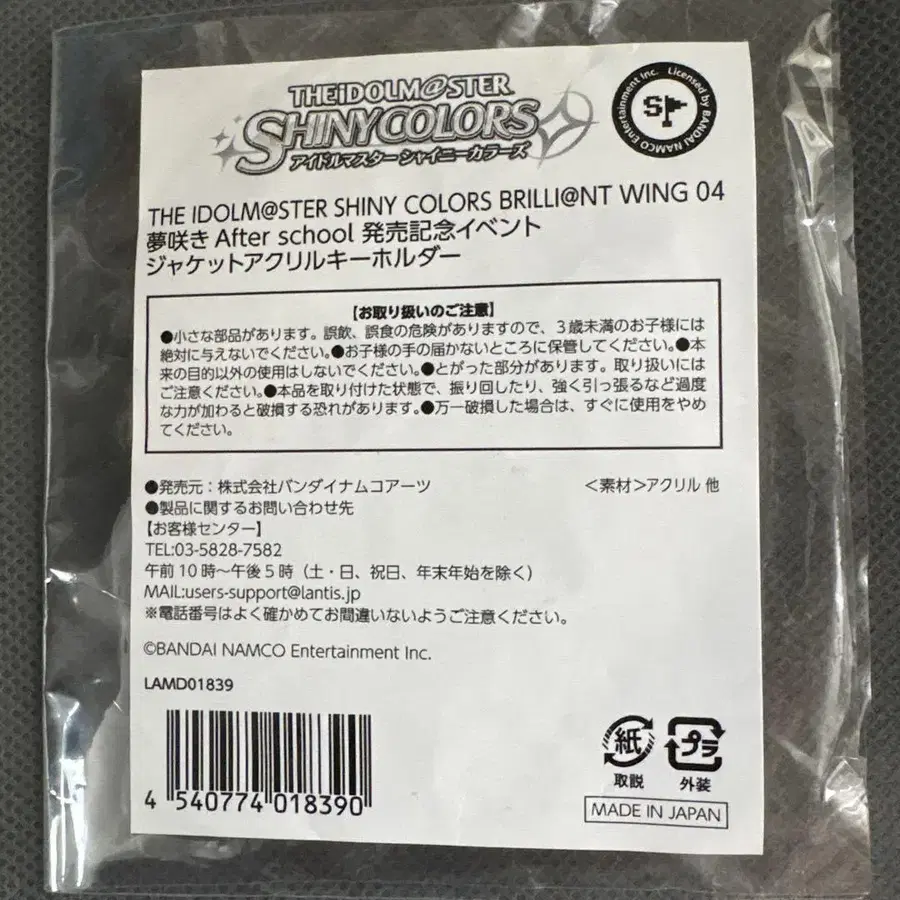 THE iDOLM@STER
SHINYCOLORS
アイドルマスター シャイニーカラーズ
Licensed by BANDAI NAMCO Entertainment Inc.
SP
THE IDOLM@STER SHINY COLORS BRILLI@NT WING 04
夢咲き After school 発売記念イベント
ジャケットアクリルキーホルダー
【お取り扱いのご注意】
●小さな部品があります。誤飲、誤食の危険がありますので、3歳未満のお子様には
絶対に与えないでください。●お子様の手の届かないところに保管してください。●本
来の目的以外の使用はしないでください。●とがった部分があります。取り扱いには
ご注意ください。●本品を取り付けた状態で、振り回したり、強く引っ張るなど過度
な力が加わると破損する恐れがあります。●万一破損した場合は、すぐに使用をやめ
てください。
●発売元：株式会社バンダイナムコアーツ ＜素材＞アクリル 他
●製品に関するお問い合わせ先
【お客様センター】
TEL:03-5828-7582
午前10時～午後5時（土・日、祝日、年末年始を除く）
MAIL:users-support@lantis.jp
※電話番号はよく確かめてお間違いないようご注意ください。
©BANDAI NAMCO Entertainment Inc.
LAMD01839
4 540774 018390
紙 プラ
取説 外装
MADE IN JAPAN